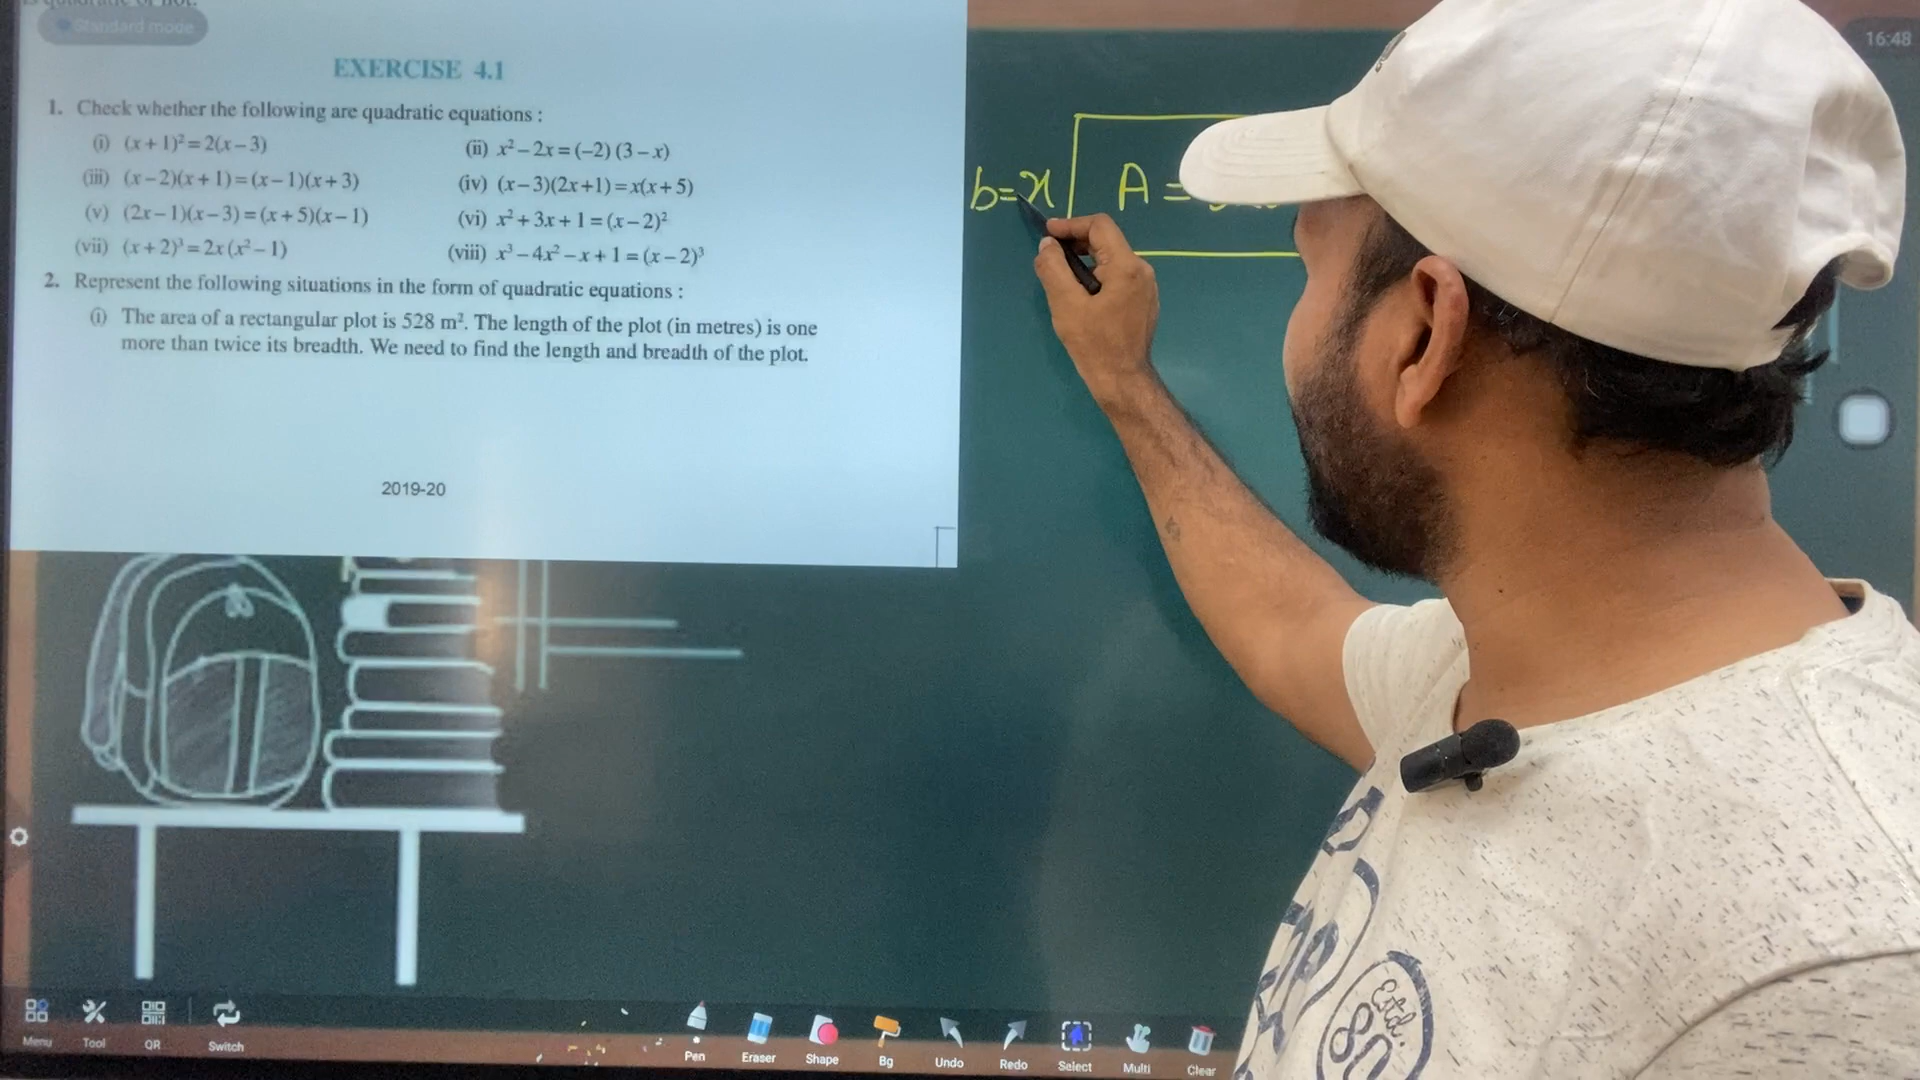 Standard mode
16:48
EXERCISE 4.1
1. Check whether the following are quadratic equations :
(i) (x + 1)² = 2(x – 3) (ii) x² – 2x = (–2) (3 – x)
(iii) (x – 2)(x + 1) = (x – 1)(x + 3) (iv) (x – 3)(2x + 1) = x(x + 5)
(v) (2x – 1)(x – 3) = (x + 5)(x – 1) (vi) x² + 3x + 1 = (x – 2)²
(vii) (x + 2)³ = 2x (x² – 1) (viii) x³ – 4x² – x + 1 = (x – 2)³
2. Represent the following situations in the form of quadratic equations :
(i) The area of a rectangular plot is 528 m². The length of the plot (in metres) is one
more than twice its breadth. We need to find the length and breadth of the plot.
2019-20
b=x
A =
Estd.
80
Menu Tool QR Switch Pen Eraser Shape Bg Undo Redo Select Multi Clear